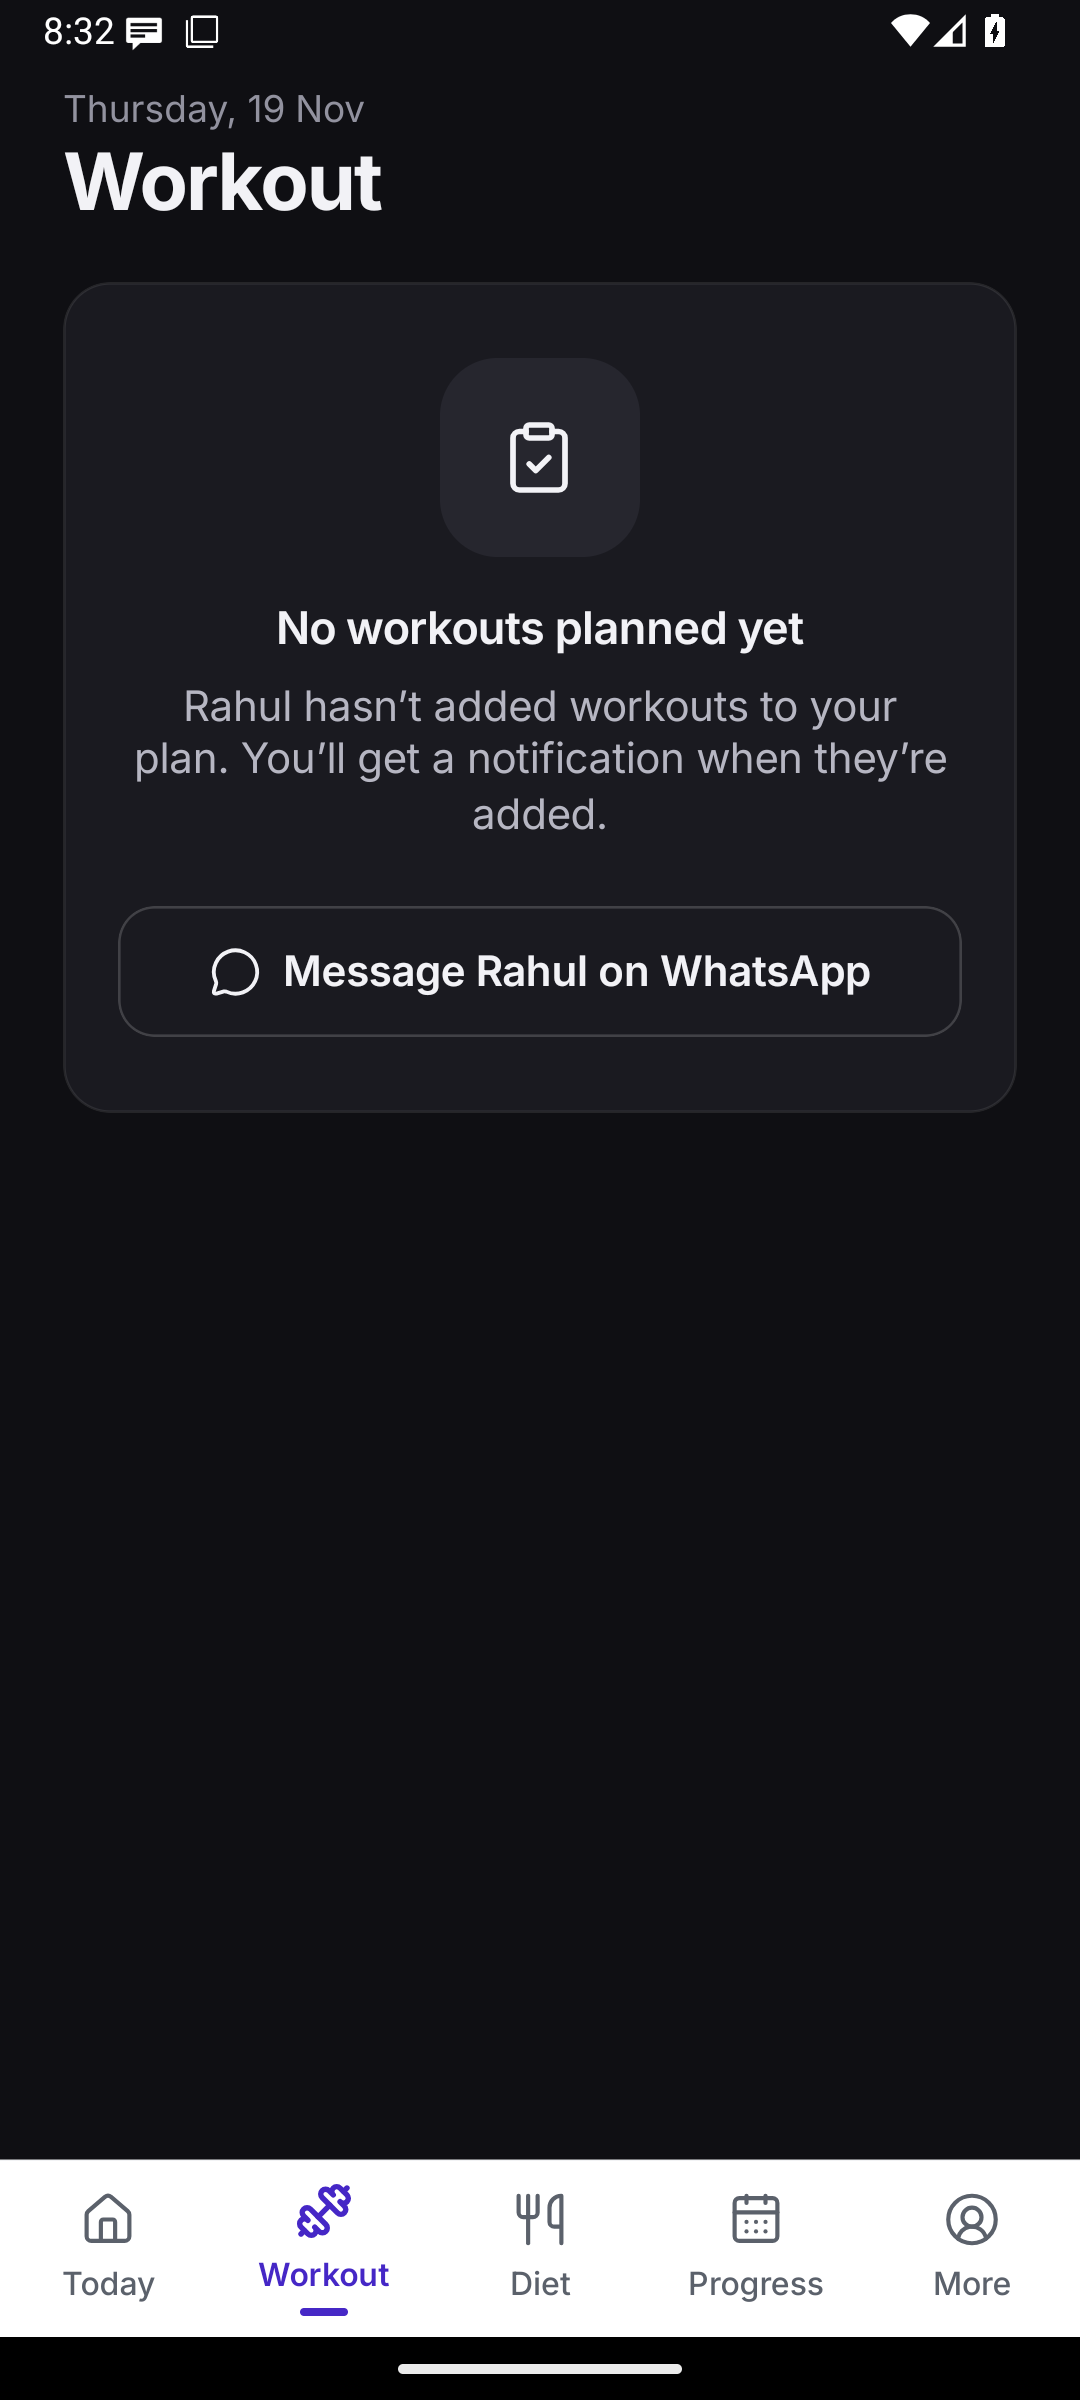 8:32
Thursday, 19 Nov
Workout
No workouts planned yet
Rahul hasn’t added workouts to your
plan. You’ll get a notification when they’re
added.
Message Rahul on WhatsApp
Today
Workout
Diet
Progress
More